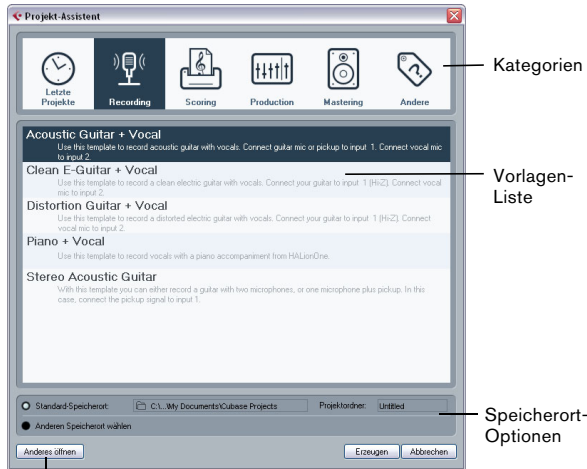 Projekt-Assistent
Letzte
Projekte
Recording
Scoring
Production
Mastering
Andere
Kategorien
Acoustic Guitar + Vocal
Use this template to record acoustic guitar with vocals. Connect guitar mic or pickup to input 1. Connect vocal mic
to input 2.
Clean E-Guitar + Vocal
Use this template to record a clean electric guitar with vocals. Connect your guitar to input 1 (Hi-Z). Connect vocal
mic to input 2.
Vorlagen-
Liste
Distortion Guitar + Vocal
Use this template to record a distorted electric guitar with vocals. Connect your guitar to input 1 (Hi-Z). Connect
vocal mic to input 2.
Piano + Vocal
Use this template to record vocals with a piano accompaniment from HALionOne.
Stereo Acoustic Guitar
With this template you can either record a guitar with two microphones, or one microphone plus pickup. In this
case, connect the pickup signal to input 1.
Standard-Speicherort:
C:\...\My Documents\Cubase Projects
Projektordner:
Untitled
Anderen Speicherort wählen
Speicherort-
Optionen
Anderes öffnen
Erzeugen
Abbrechen